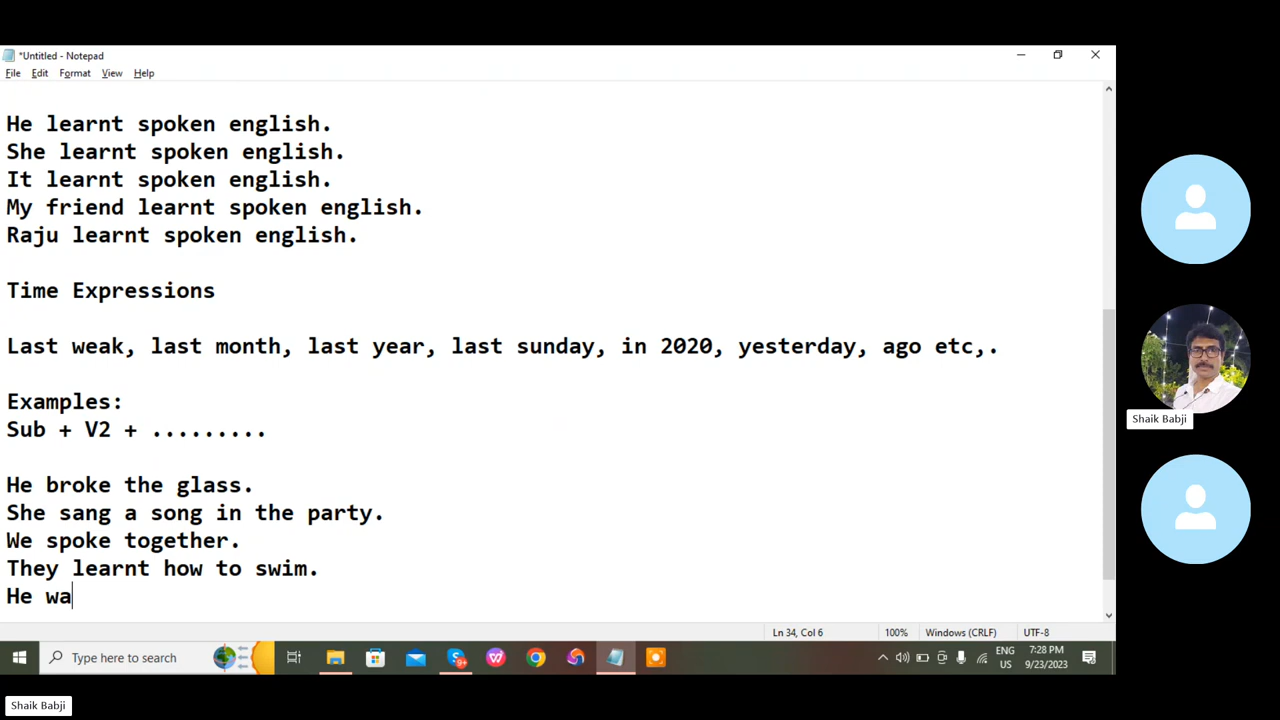 *Untitled - Notepad
File Edit Format View Help
He learnt spoken english.
She learnt spoken english.
It learnt spoken english.
My friend learnt spoken english.
Raju learnt spoken english.
Time Expressions
Last weak, last month, last year, last sunday, in 2020, yesterday, ago etc,.
Examples:
Sub + V2 + .........
He broke the glass.
She sang a song in the party.
We spoke together.
They learnt how to swim.
He wa
Shaik Babji
Ln 34, Col 6 100% Windows (CRLF) UTF-8
Type here to search
9+
ENG
US
7:28 PM
9/23/2023
Shaik Babji